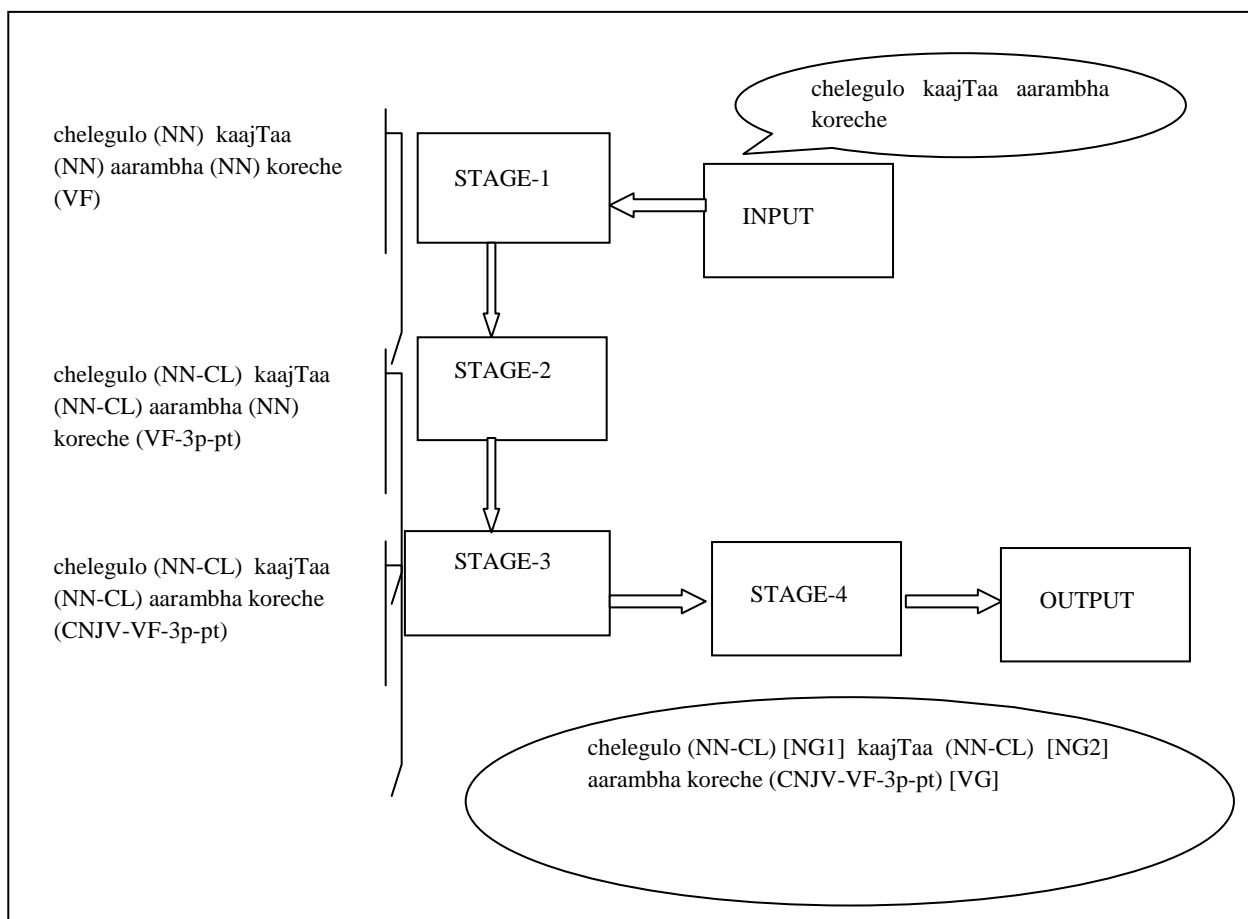 chelegulo kaajTaa aarambha
koreche
chelegulo (NN) kaajTaa
(NN) aarambha (NN) koreche
(VF)
STAGE-1
INPUT
chelegulo (NN-CL) kaajTaa
(NN-CL) aarambha (NN)
koreche (VF-3p-pt)
STAGE-2
chelegulo (NN-CL) kaajTaa
(NN-CL) aarambha koreche
(CNJV-VF-3p-pt)
STAGE-3
STAGE-4
OUTPUT
chelegulo (NN-CL) [NG1] kaajTaa (NN-CL) [NG2]
aarambha koreche (CNJV-VF-3p-pt) [VG]